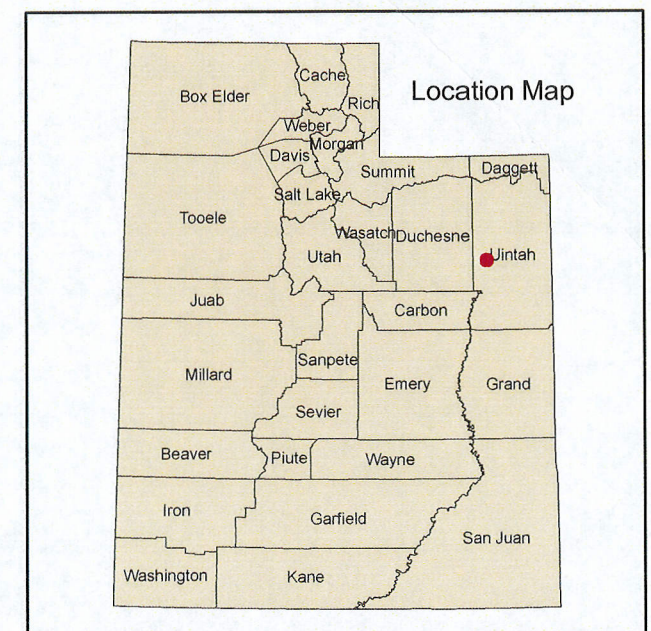 Location Map
Cache
Box Elder
Rich
Weber
Morgan
Davis
Summit
Daggett
Salt Lake
Tooele
Wasatch
Duchesne
Utah
Uintah
Juab
Carbon
Sanpete
Millard
Emery
Grand
Sevier
Beaver
Piute
Wayne
Iron
Garfield
San Juan
Washington
Kane